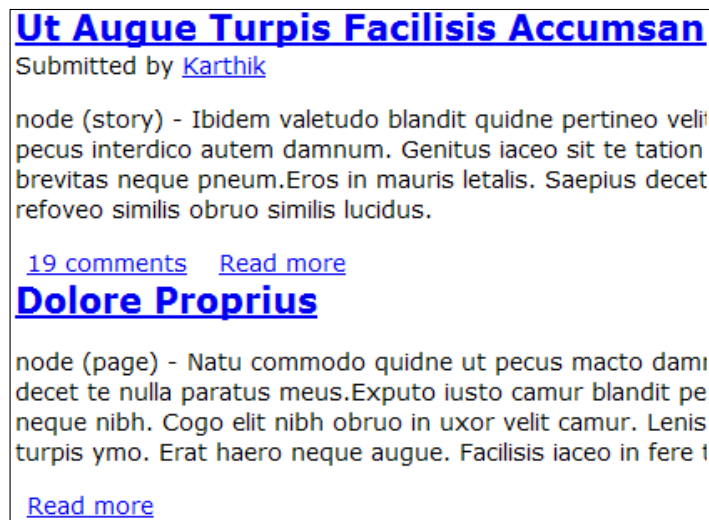 Ut Augue Turpis Facilisis Accumsan
Submitted by Karthik
node (story) - Ibidem valetudo blandit quidne pertineo velit
pecus interdico autem damnum. Genitus iaceo sit te tation
brevitas neque pneum.Eros in mauris letalis. Saepius decet
refoveo similis obruo similis lucidus.
19 comments Read more
Dolore Proprius
node (page) - Natu commodo quidne ut pecus macto
decet te nulla paratus meus.Exputo iusto camur blandit
neque nibh. Cogo elit nibh obruo in uxor velit camur. Lenis
turpis ymo. Erat haero neque augue. Facilisis iaceo in fere
Read more